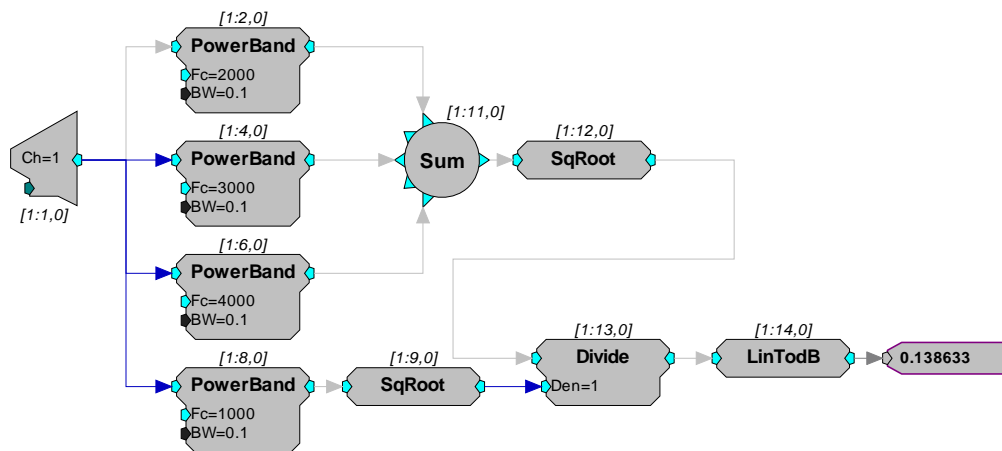 [1:2,0]
PowerBand
Fc=2000
BW=0.1
[1:11,0]
[1:4,0]
[1:12,0]
Ch=1
PowerBand
Sum
SqRoot
Fc=3000
BW=0.1
[1:1,0]
[1:6,0]
PowerBand
Fc=4000
BW=0.1
[1:13,0]
[1:14,0]
[1:8,0]
[1:9,0]
Divide
LinTodB
0.138633
PowerBand
SqRoot
Den=1
Fc=1000
BW=0.1